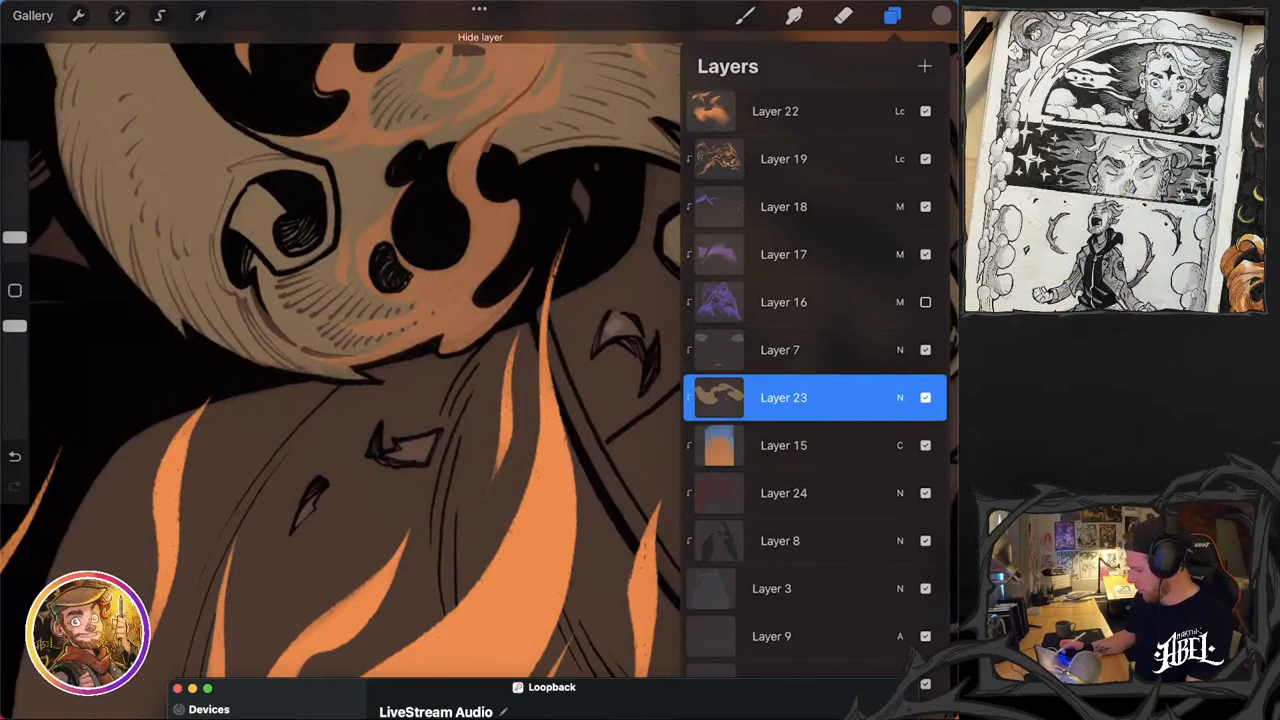 Gallery
Hide layer
Layers
Layer 22 Lc
Layer 19 Lc
Layer 18 M
Layer 17 M
Layer 16 M
Layer 7 N
Layer 23 N
Layer 15 C
Layer 24 N
Layer 8 N
Layer 3 N
Layer 9 A
Loopback
Devices
LiveStream Audio
MARTIN
ABEL